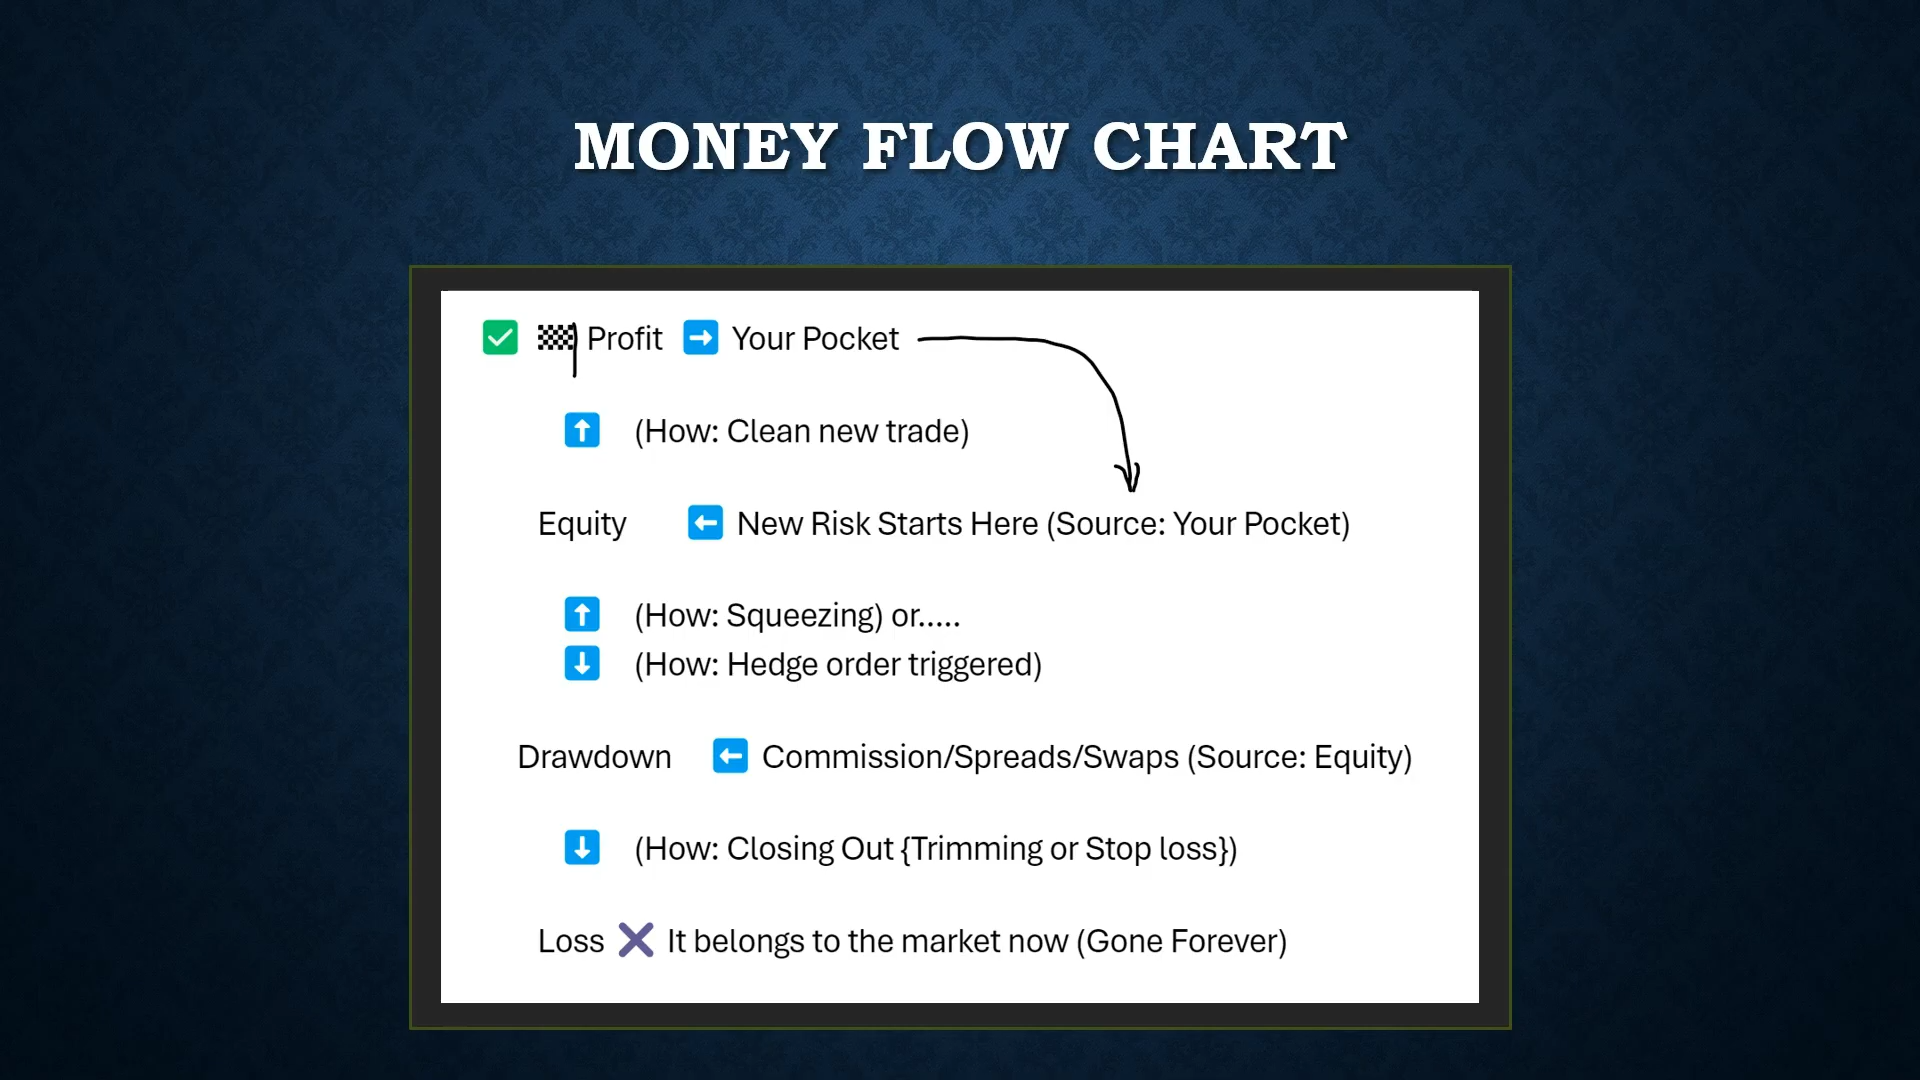 MONEY FLOW CHART
✅ 🏁 Profit ➡️ Your Pocket
⬆️ (How: Clean new trade)
Equity ⬅️ New Risk Starts Here (Source: Your Pocket)
⬆️ (How: Squeezing) or.....
⬇️ (How: Hedge order triggered)
Drawdown ⬅️ Commission/Spreads/Swaps (Source: Equity)
⬇️ (How: Closing Out {Trimming or Stop loss})
Loss ❌ It belongs to the market now (Gone Forever)